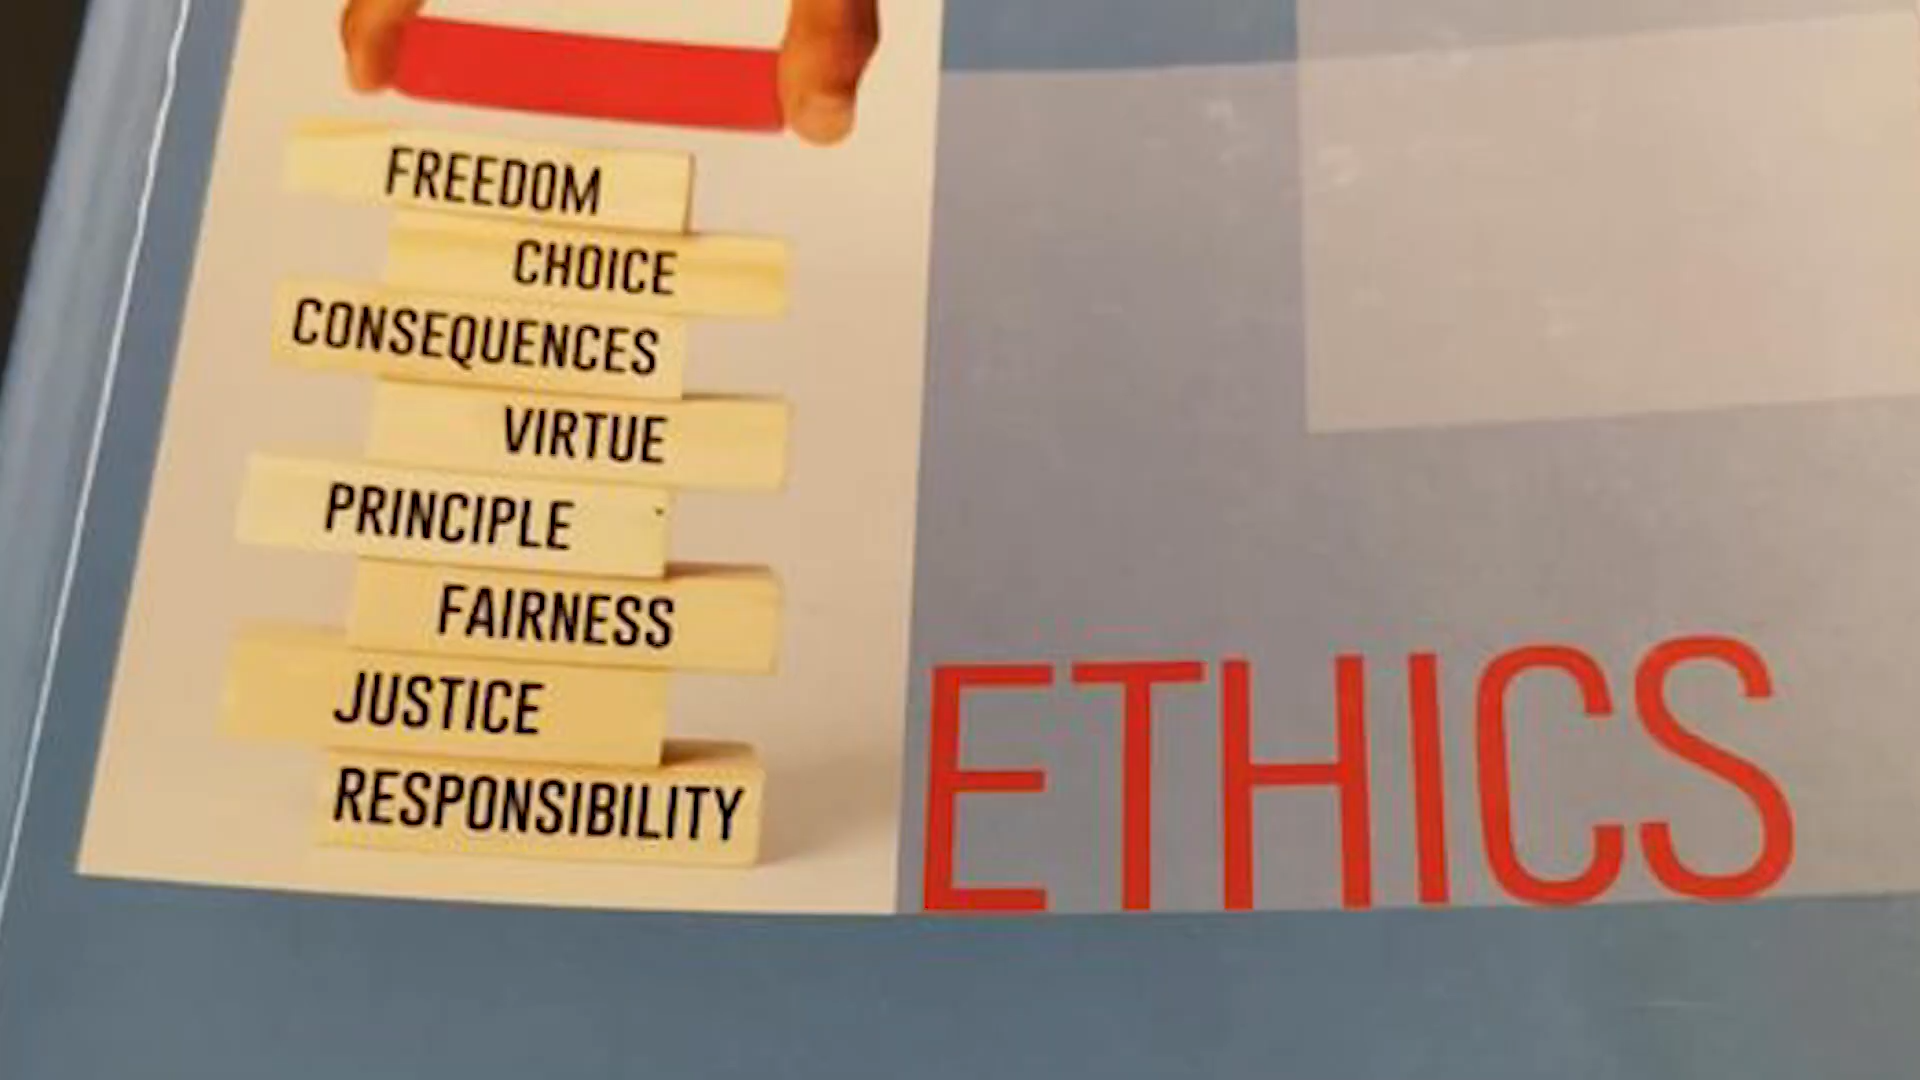 FREEDOM
CHOICE
CONSEQUENCES
VIRTUE
PRINCIPLE
FAIRNESS
JUSTICE
RESPONSIBILITY
ETHICS